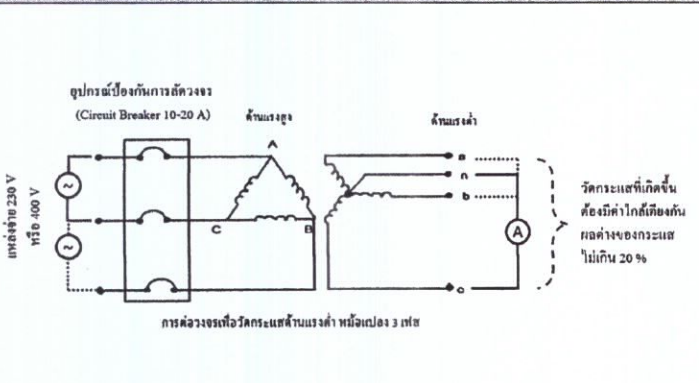 อุปกรณ์ป้องกันการลัดวงจร
(Circuit Breaker 10-20 A)
ด้านแรงสูง
ด้านแรงต่ำ
แหล่งจ่าย 230 V
หรือ 400 V
~
~
A
C
B
a
n
b
c
A
วัดกระแสที่เกิดขึ้น
ต้องมีค่าใกล้เคียงกัน
ผลต่างของกระแส
ไม่เกิน 20 %
การต่อวงจรเพื่อวัดกระแสด้านแรงต่ำ หม้อแปลง 3 เฟส